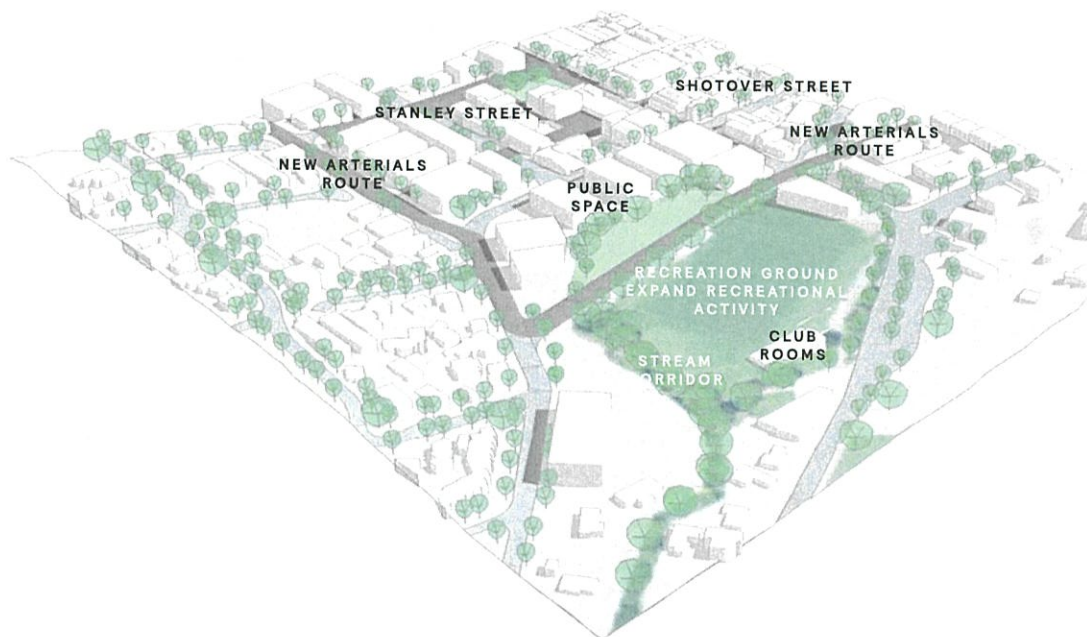 SHOTOVER STREET
STANLEY STREET
NEW ARTERIALS
ROUTE
NEW ARTERIALS
ROUTE
PUBLIC
SPACE
RECREATION GROUND
EXPAND RECREATIONAL
ACTIVITY
CLUB
ROOMS
STREAM
CORRIDOR